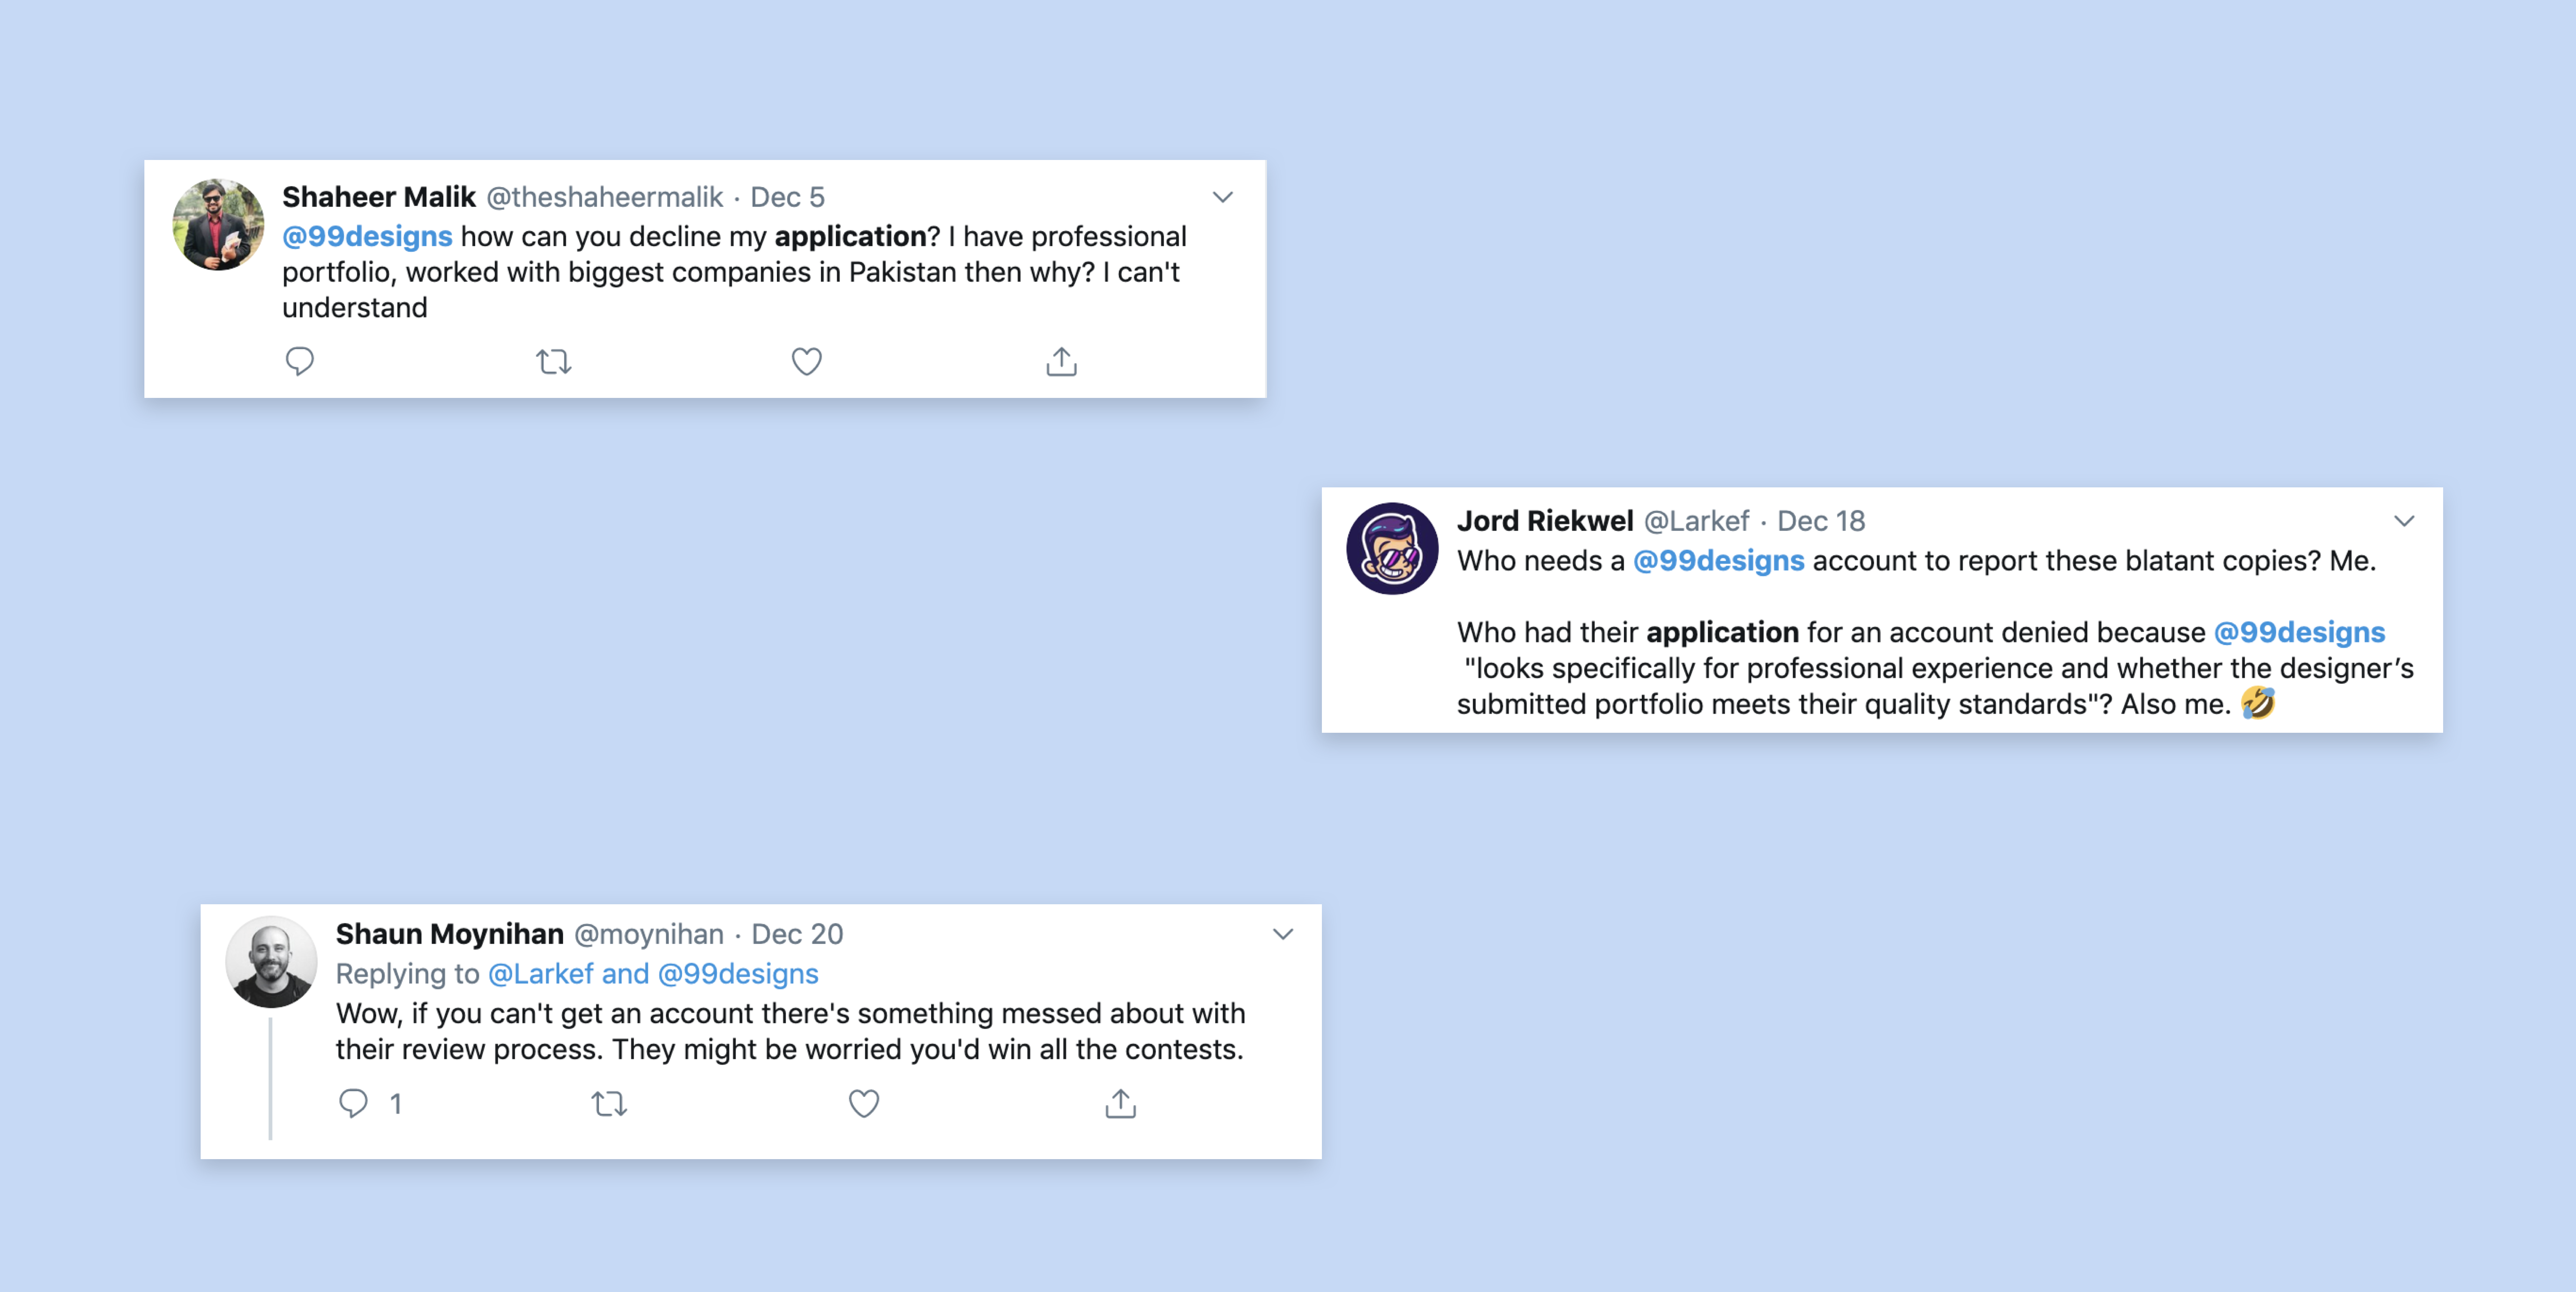 Shaheer Malik @theshaheermalik · Dec 5
@99designs how can you decline my application? I have professional
portfolio, worked with biggest companies in Pakistan then why? I can't
understand
Jord Riekwel @Larkef · Dec 18
Who needs a @99designs account to report these blatant copies? Me.
Who had their application for an account denied because @99designs
"looks specifically for professional experience and whether the designer’s
submitted portfolio meets their quality standards"? Also me. 🤣
Shaun Moynihan @moynihan · Dec 20
Replying to @Larkef and @99designs
Wow, if you can't get an account there's something messed about with
their review process. They might be worried you'd win all the contests.
1